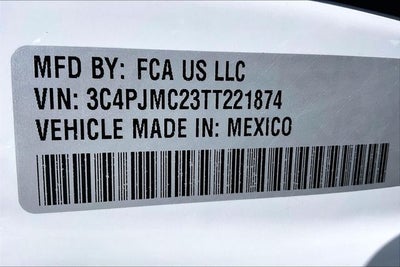 MFD BY: FCA US LLC
VIN: 3C4PJMC23TT221874
VEHICLE MADE IN: MEXICO